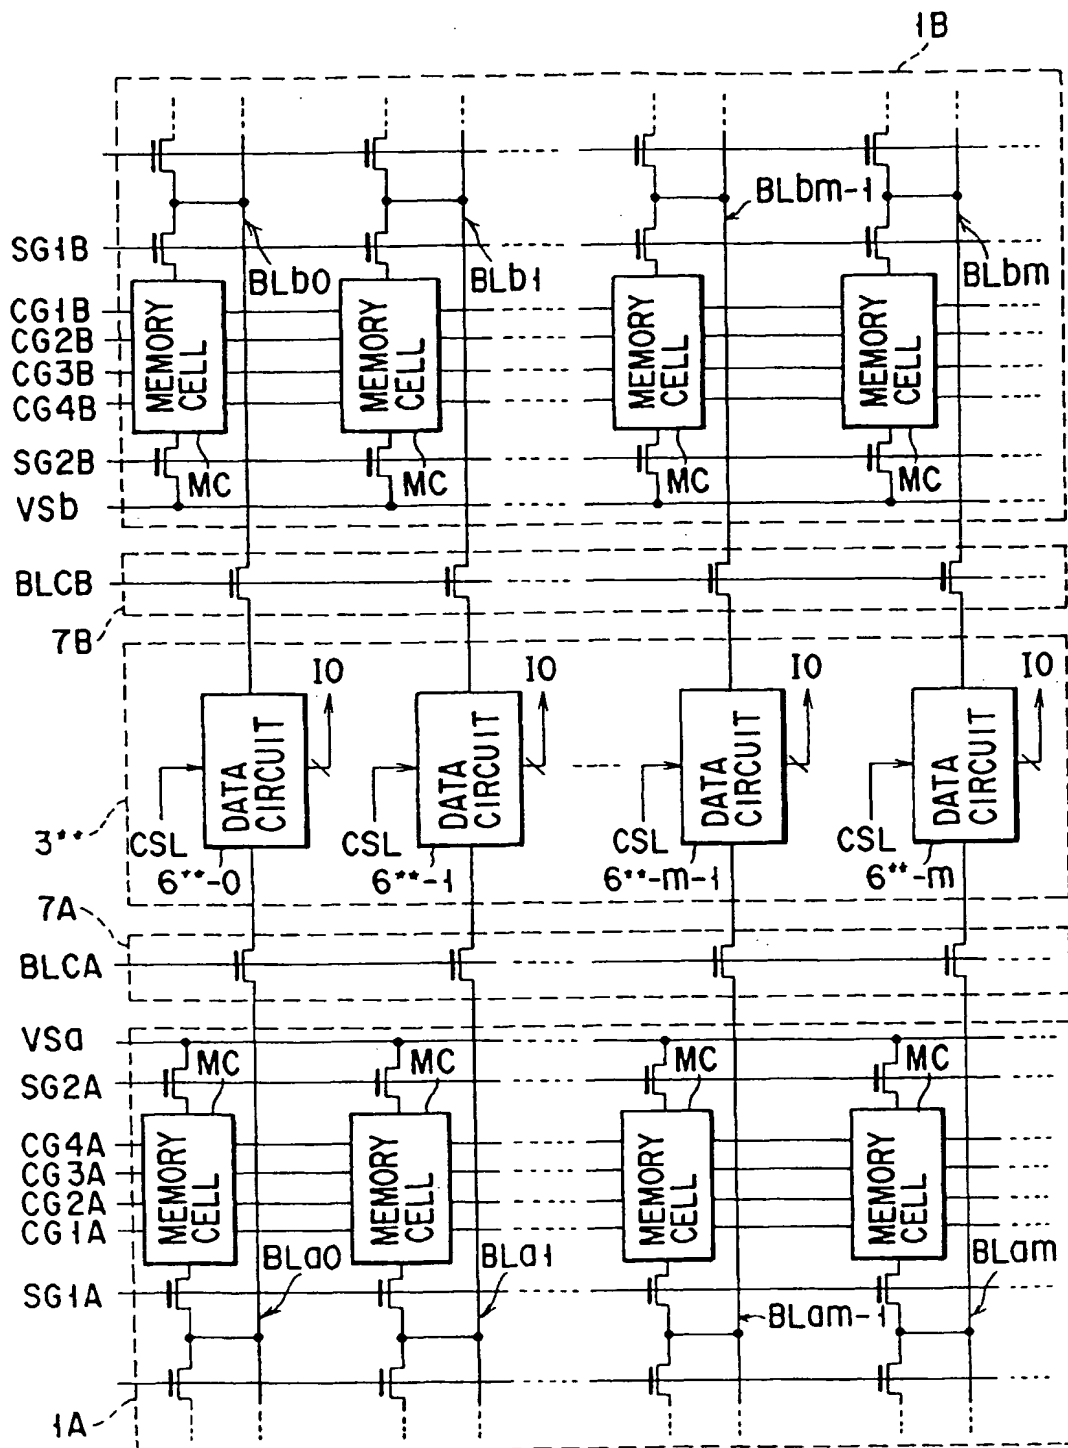 1B
BLbm-1
SG1B
BLb0
BLb1
BLbm
CG1B
CG2B
CG3B
CG4B
MEMORY CELL
MEMORY CELL
MEMORY CELL
MEMORY CELL
SG2B
MC
MC
MC
MC
VSb
BLCB
7B
IO
IO
IO
IO
DATA CIRCUIT
DATA CIRCUIT
DATA CIRCUIT
DATA CIRCUIT
3**
CSL
CSL
CSL
CSL
6**-0
6**-1
6**-m-1
6**-m
7A
BLCA
VSa
MC
MC
MC
MC
SG2A
CG4A
CG3A
CG2A
CG1A
MEMORY CELL
MEMORY CELL
MEMORY CELL
MEMORY CELL
BLa0
BLa1
BLam
SG1A
BLam-1
1A